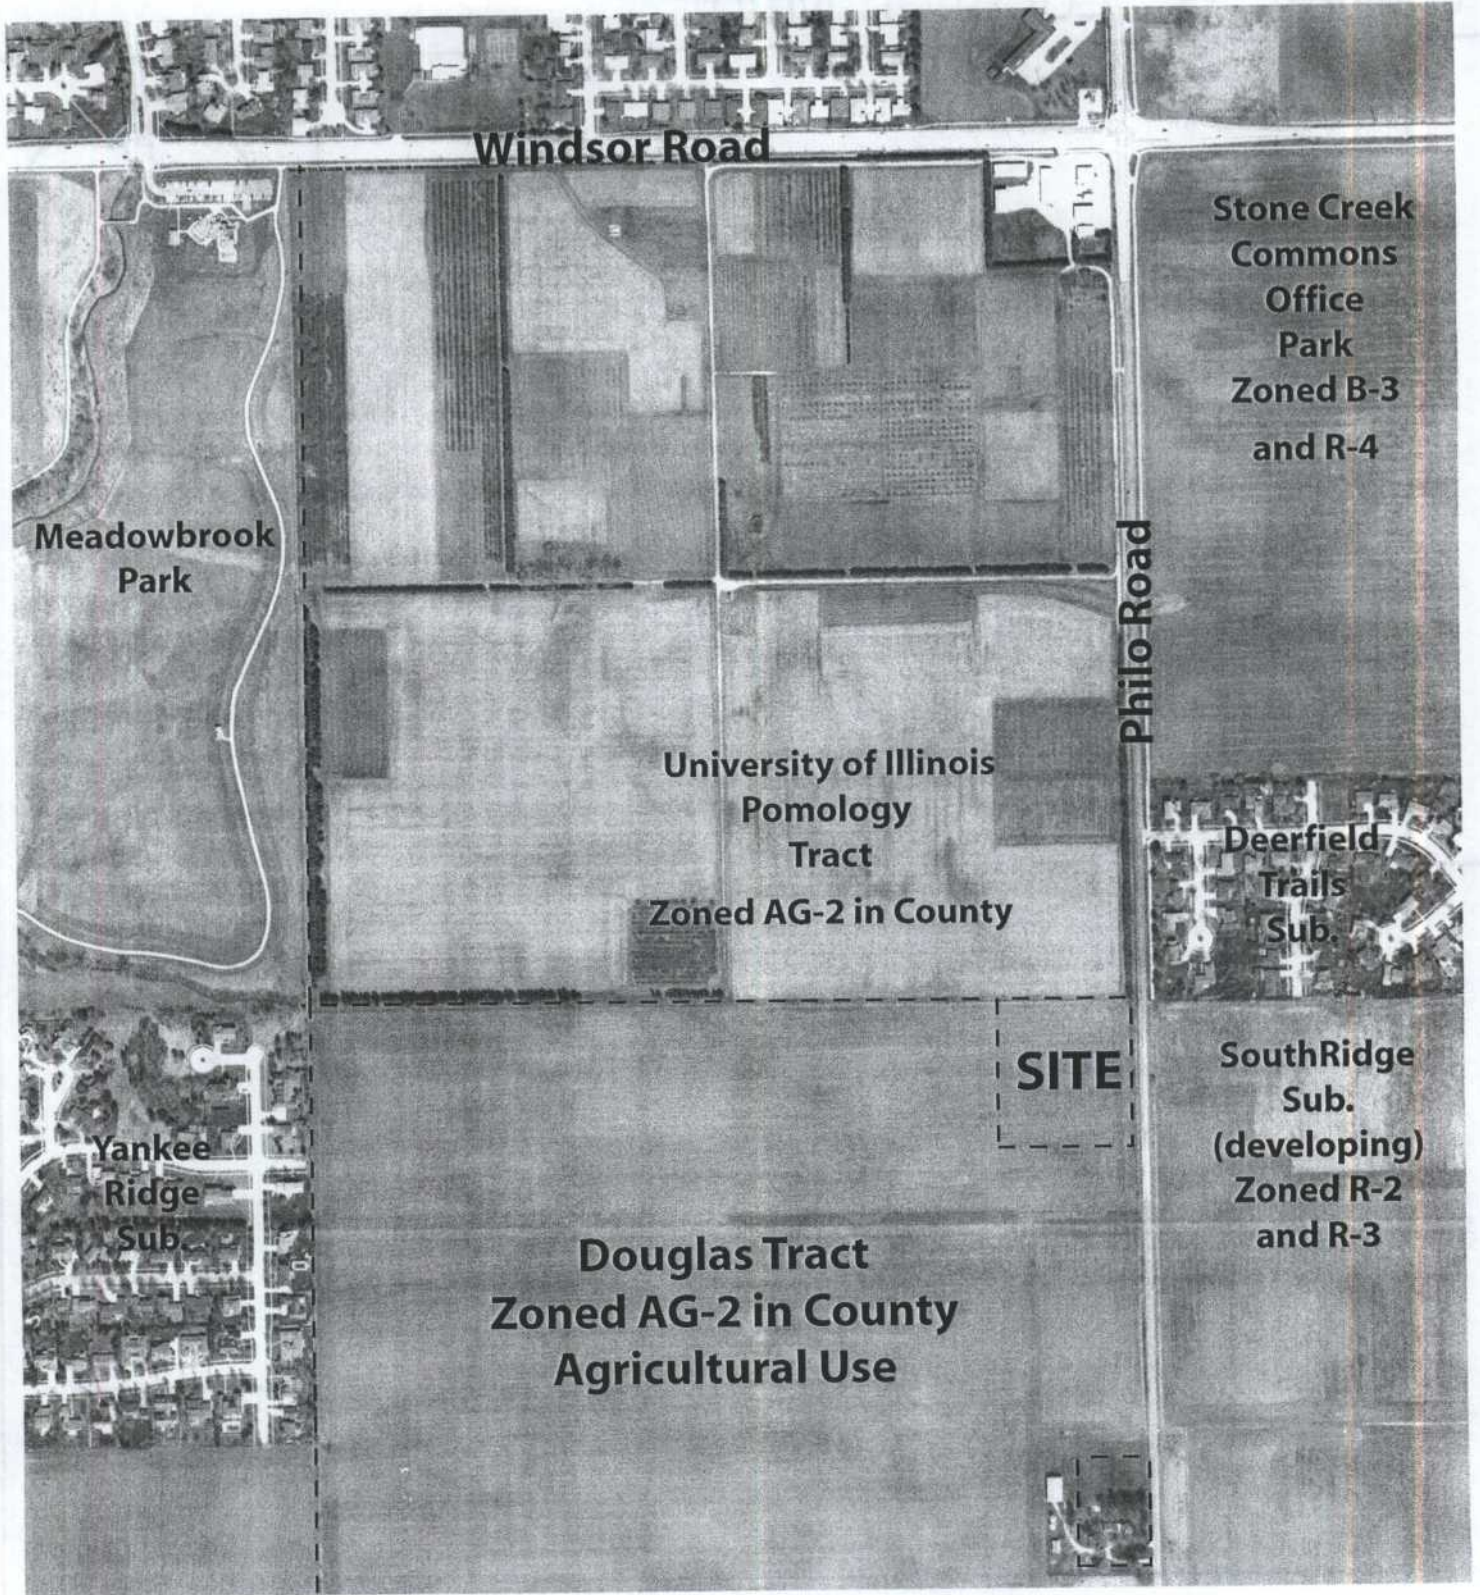 Windsor Road
Stone Creek
Commons
Office
Park
Zoned B-3
and R-4
Meadowbrook
Park
Philo Road
University of Illinois
Pomology
Tract
Zoned AG-2 in County
Deerfield
Trails
Sub.
SITE
SouthRidge
Sub.
(developing)
Zoned R-2
and R-3
Yankee
Ridge
Sub.
Douglas Tract
Zoned AG-2 in County
Agricultural Use